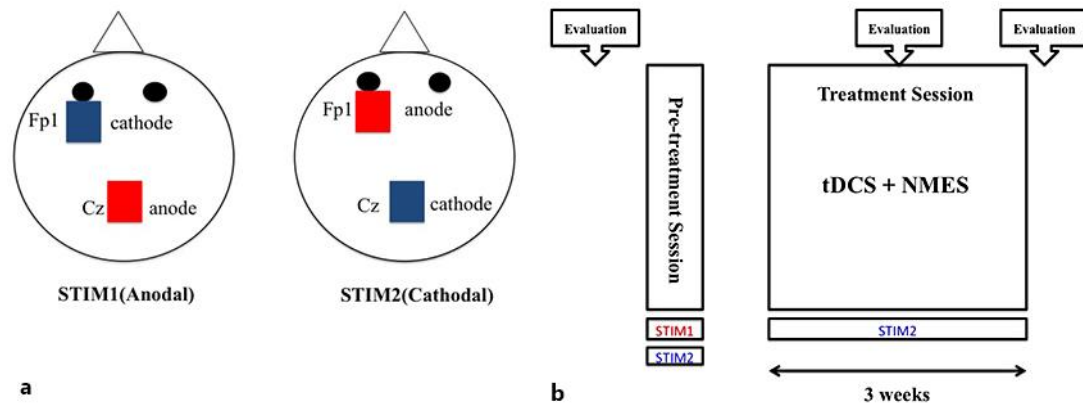 Fp1
cathode
Cz
anode
STIM1(Anodal)
a
Fp1
anode
Cz
cathode
STIM2(Cathodal)
Evaluation
Evaluation
Evaluation
Pre-treatment Session
STIM1
STIM2
Treatment Session
tDCS + NMES
STIM2
3 weeks
b